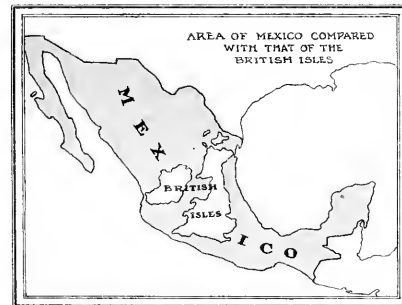 AREA OF MEXICO COMPARED
WITH THAT OF THE
BRITISH ISLES
MEX
BRITISH
ISLES
ICO